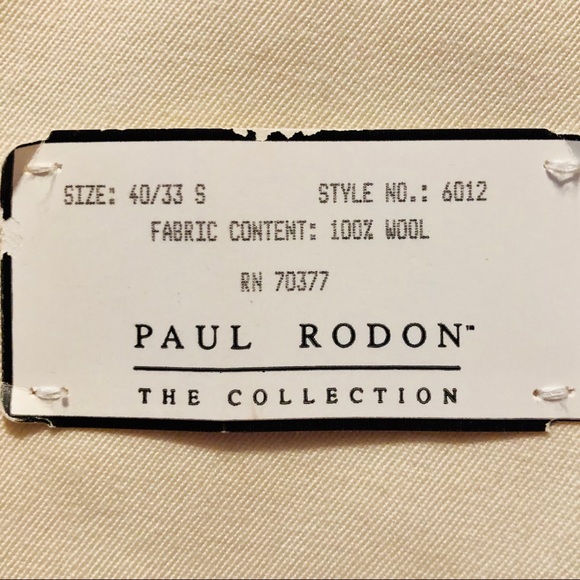 SIZE: 40/33 S STYLE NO.: 6012
FABRIC CONTENT: 100% WOOL
RN 70377
PAUL RODON™
THE COLLECTION